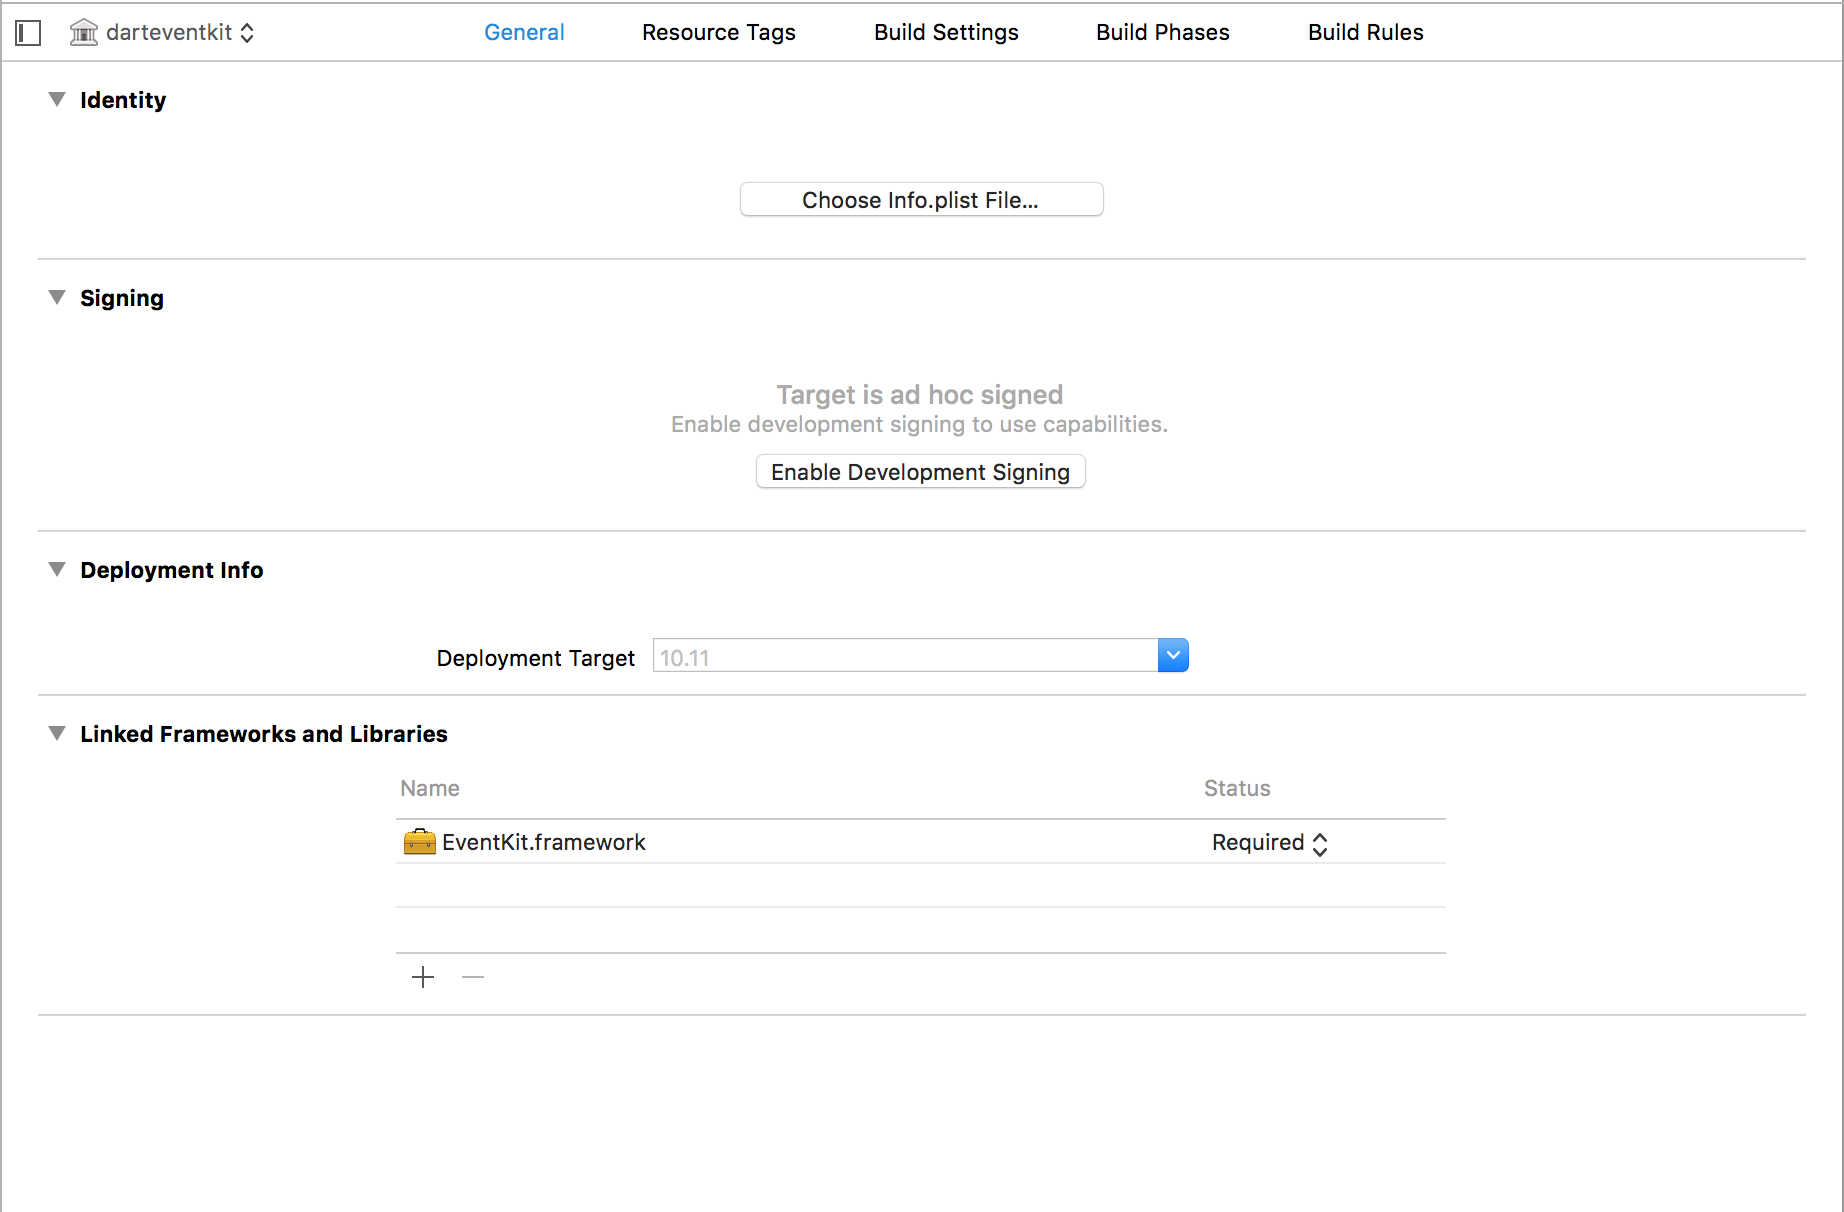 darteventkit General Resource Tags Build Settings Build Phases Build Rules
Identity
Choose Info.plist File...
Signing
Target is ad hoc signed
Enable development signing to use capabilities.
Enable Development Signing
Deployment Info
Deployment Target 10.11
Linked Frameworks and Libraries
Name Status
EventKit.framework Required